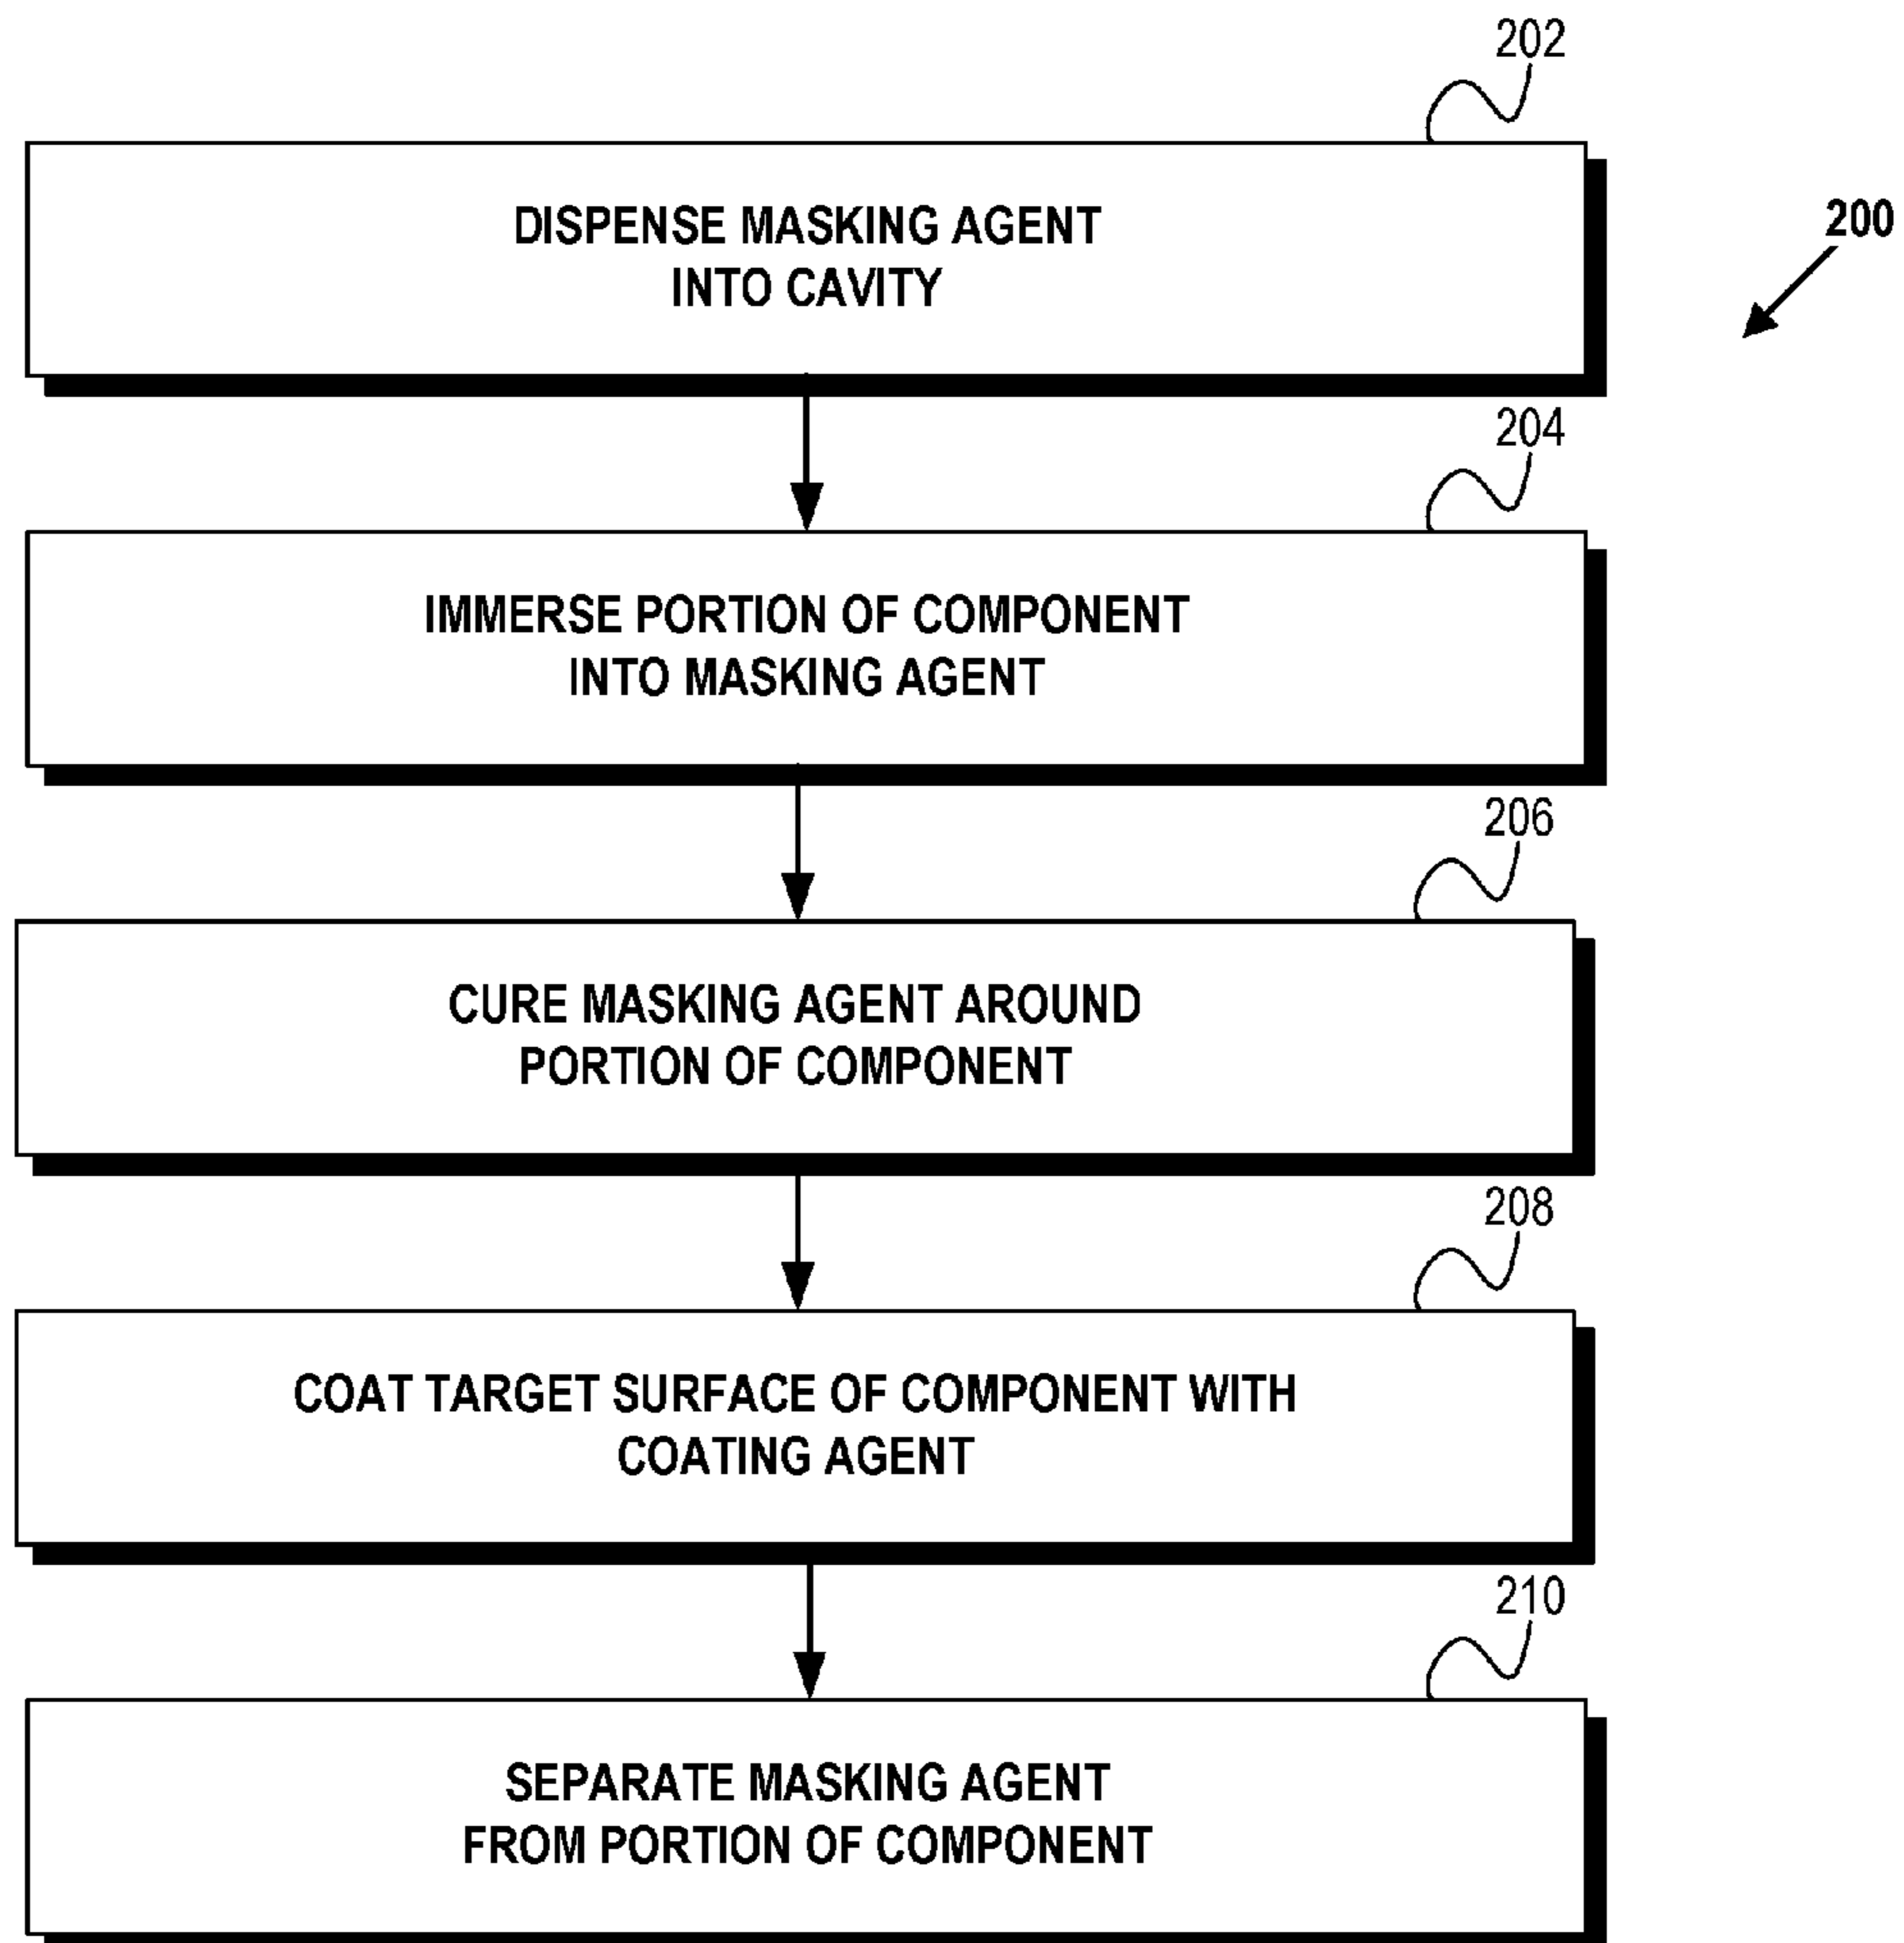 202
DISPENSE MASKING AGENT
INTO CAVITY
200
204
IMMERSE PORTION OF COMPONENT
INTO MASKING AGENT
206
CURE MASKING AGENT AROUND
PORTION OF COMPONENT
208
COAT TARGET SURFACE OF COMPONENT WITH
COATING AGENT
210
SEPARATE MASKING AGENT
FROM PORTION OF COMPONENT